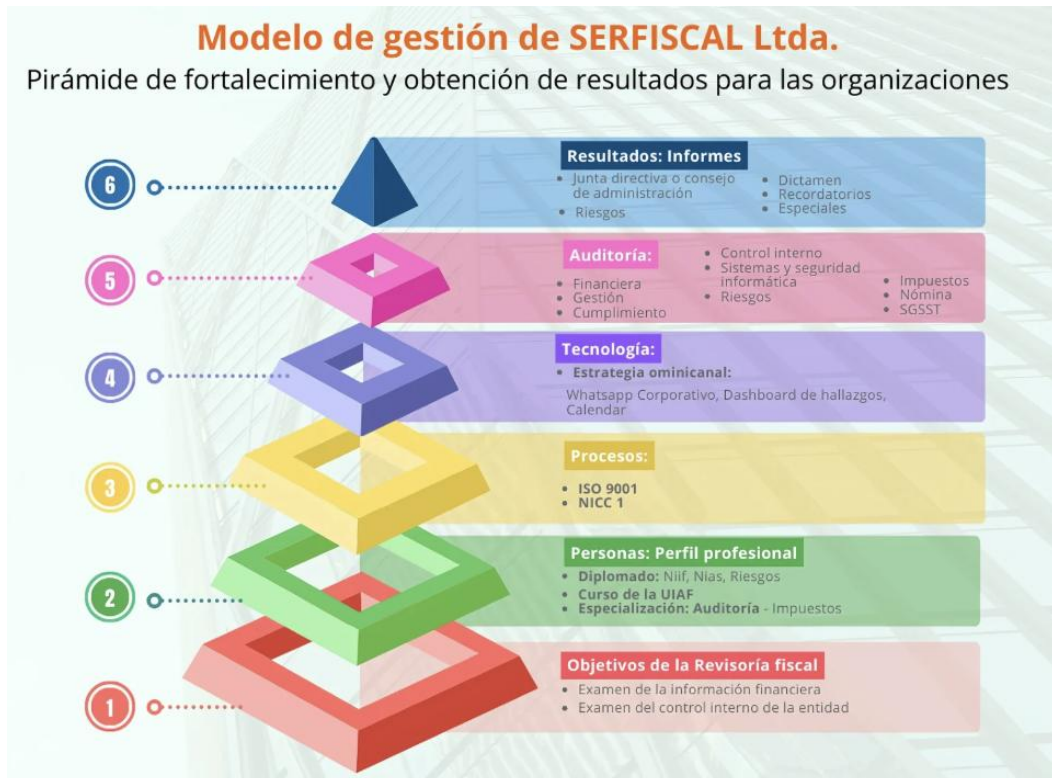 Modelo de gestión de SERFISCAL Ltda.
Pirámide de fortalecimiento y obtención de resultados para las organizaciones
6
Resultados: Informes
• Junta directiva o consejo
de administración
• Riesgos
• Dictamen
• Recordatorios
• Especiales
5
Auditoría:
• Financiera
• Gestión
• Cumplimiento
• Control interno
• Sistemas y seguridad
informática
• Riesgos
• Impuestos
• Nómina
• SGSST
4
Tecnología:
• Estrategia ominicanal:
Whatsapp Corporativo, Dashboard de hallazgos,
Calendar
3
Procesos:
• ISO 9001
• NICC 1
2
Personas: Perfil profesional
• Diplomado: Niif, Nias, Riesgos
• Curso de la UIAF
• Especialización: Auditoría - Impuestos
1
Objetivos de la Revisoría fiscal
• Examen de la información financiera
• Examen del control interno de la entidad